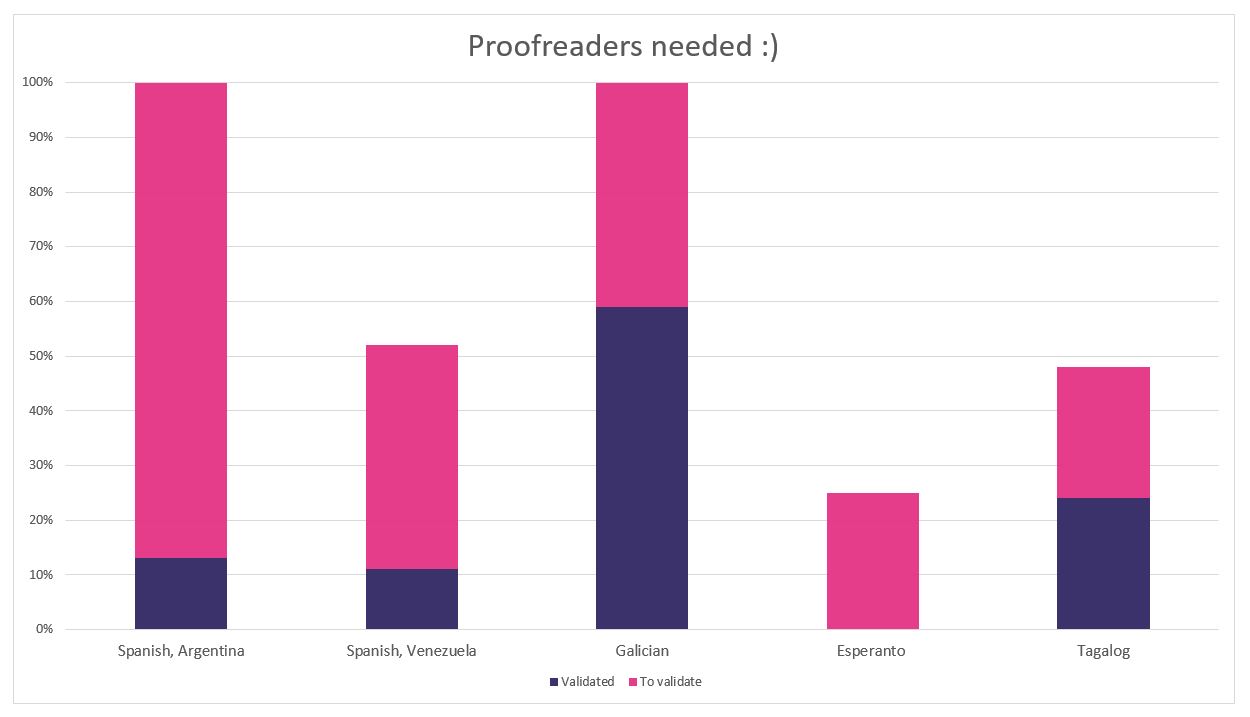 Proofreaders needed :)
100%
90%
80%
70%
60%
50%
40%
30%
20%
10%
0%
Spanish, Argentina
Spanish, Venezuela
Galician
Esperanto
Tagalog
Validated
To validate